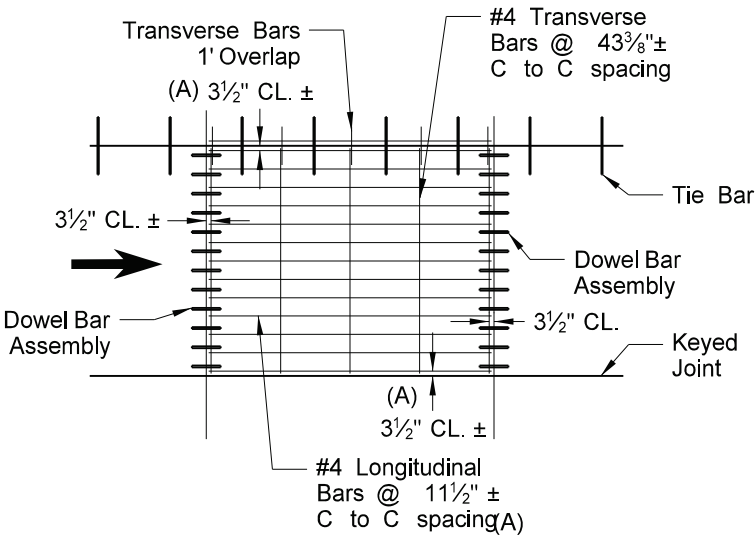 #4 Transverse
Bars @ 43⅜"±
C to C spacing
Transverse Bars
1' Overlap
(A) 3½" CL. ±
Tie Bar
3½" CL. ±
Dowel Bar
Assembly
Dowel Bar
Assembly
3½" CL.
Keyed
Joint
(A)
3½" CL. ±
#4 Longitudinal
Bars @ 11½" ±
C to C spacing(A)